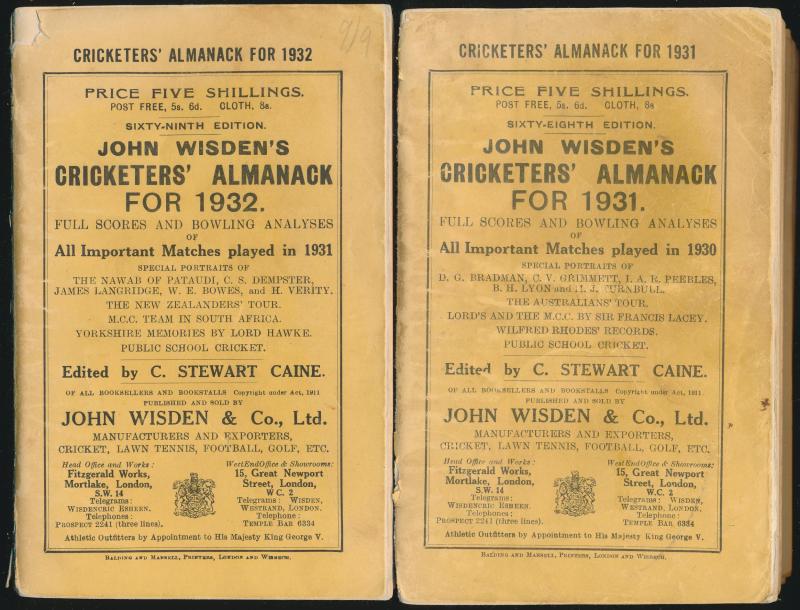 9/9
CRICKETERS' ALMANACK FOR 1932
PRICE FIVE SHILLINGS.
POST FREE, 5s. 6d. CLOTH, 8s.
SIXTY-NINTH EDITION.
JOHN WISDEN'S
CRICKETERS' ALMANACK
FOR 1932.
FULL SCORES AND BOWLING ANALYSES
OF
All Important Matches played in 1931
SPECIAL PORTRAITS OF
THE NAWAB OF PATAUDI, C. S. DEMPSTER,
JAMES LANGRIDGE, W. E. BOWES, and H. VERITY.
THE NEW ZEALANDERS' TOUR.
M.C.C. TEAM IN SOUTH AFRICA.
YORKSHIRE MEMORIES BY LORD HAWKE.
PUBLIC SCHOOL CRICKET.
Edited by C. STEWART CAINE.
OF ALL BOOKSELLERS AND BOOKSTALLS Copyright under Act, 1911
PUBLISHED AND SOLD BY
JOHN WISDEN & Co., Ltd.
MANUFACTURERS AND EXPORTERS,
CRICKET, LAWN TENNIS, FOOTBALL, GOLF, ETC.
Head Office and Works:
Fitzgerald Works,
Mortlake, London,
S.W. 14
Telegrams:
WISDENCRIC EISHEEN.
Telephones:
PROSPECT 2241 (three lines).
West End Office & Showrooms:
15, Great Newport
Street, London,
W.C. 2
Telegrams: WISDEN,
WESTRAND, LONDON.
Telephone:
TEMPLE BAR 6334
Athletic Outfitters by Appointment to His Majesty King George V.
BALDING AND MANSELL, PRINTERS, LONDON AND WISBECH.
CRICKETERS' ALMANACK FOR 1931
PRICE FIVE SHILLINGS.
POST FREE, 5s. 6d. CLOTH, 8s
SIXTY-EIGHTH EDITION.
JOHN WISDEN'S
CRICKETERS' ALMANACK
FOR 1931.
FULL SCORES AND BOWLING ANALYSES
OF
All Important Matches played in 1930
SPECIAL PORTRAITS OF
D. G. BRADMAN, C. V. GRIMMETT, I. A. R. PEEBLES,
B. H. LYON and M. J. TURNBULL.
THE AUSTRALIANS' TOUR.
LORD'S AND THE M.C.C. BY SIR FRANCIS LACEY.
WILFRED RHODES' RECORDS.
PUBLIC SCHOOL CRICKET.
Edited by C. STEWART CAINE.
OF ALL BOOKSELLERS AND BOOKSTALLS Copyright under Act, 1911
PUBLISHED AND SOLD BY
JOHN WISDEN & Co., Ltd.
MANUFACTURERS AND EXPORTERS,
CRICKET, LAWN TENNIS, FOOTBALL, GOLF, ETC.
Head Office and Works:
Fitzgerald Works,
Mortlake, London,
S.W. 14
Telegrams:
WISDENCRIC EISHEEN.
Telephones:
PROSPECT 2241 (three lines).
West End Office & Showrooms:
15, Great Newport
Street, London,
W.C. 2
Telegrams: WISDEN,
WESTRAND, LONDON.
Telephone:
TEMPLE BAR 6334
Athletic Outfitters by Appointment to His Majesty King George V.
BALDING AND MANSELL, PRINTERS, LONDON AND WISBECH.